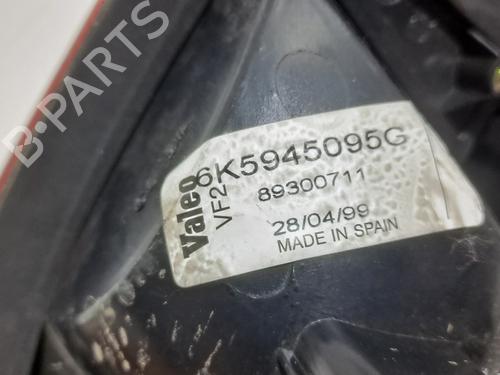 B-PARTS
Valeo
VF2
6K5945095G
89300711
28/04/99
MADE IN SPAIN